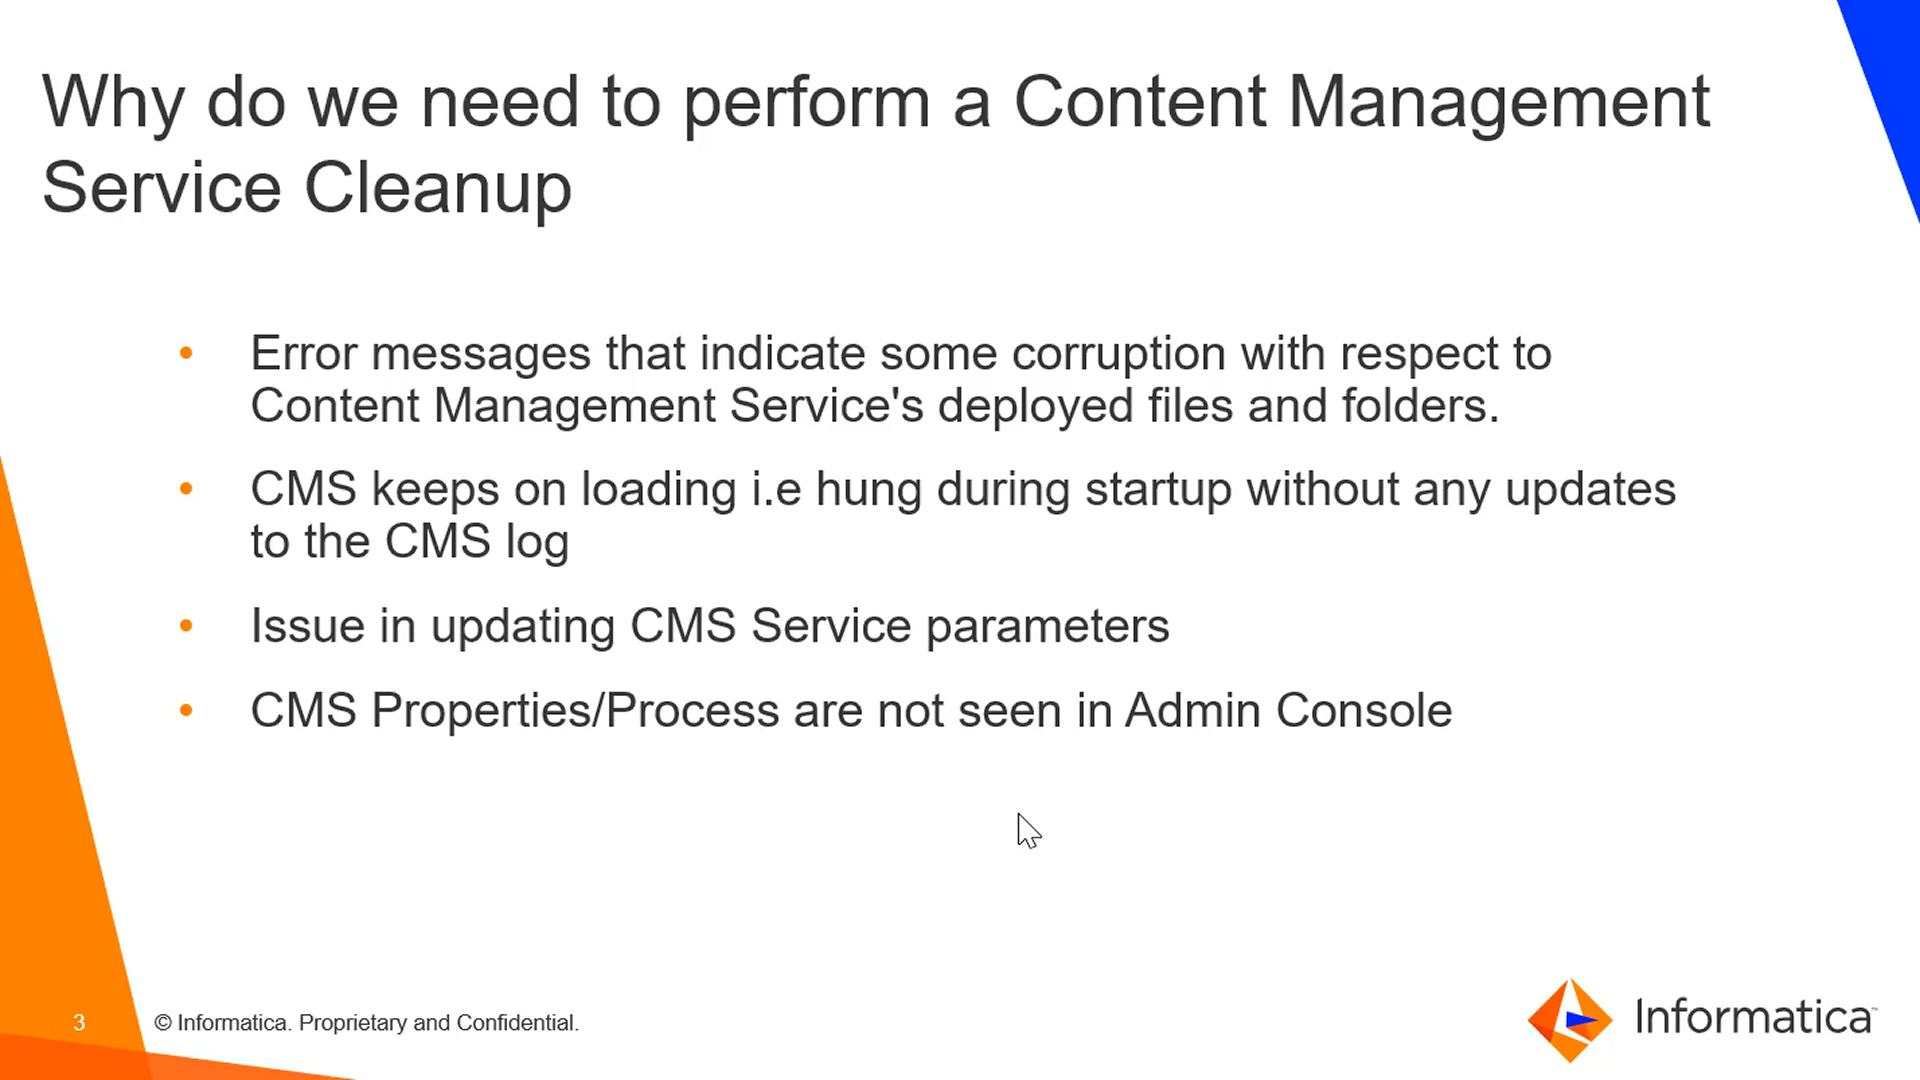 Why do we need to perform a Content Management
Service Cleanup
• Error messages that indicate some corruption with respect to
Content Management Service's deployed files and folders.
• CMS keeps on loading i.e hung during startup without any updates
to the CMS log
• Issue in updating CMS Service parameters
• CMS Properties/Process are not seen in Admin Console
3
© Informatica. Proprietary and Confidential.
Informatica™